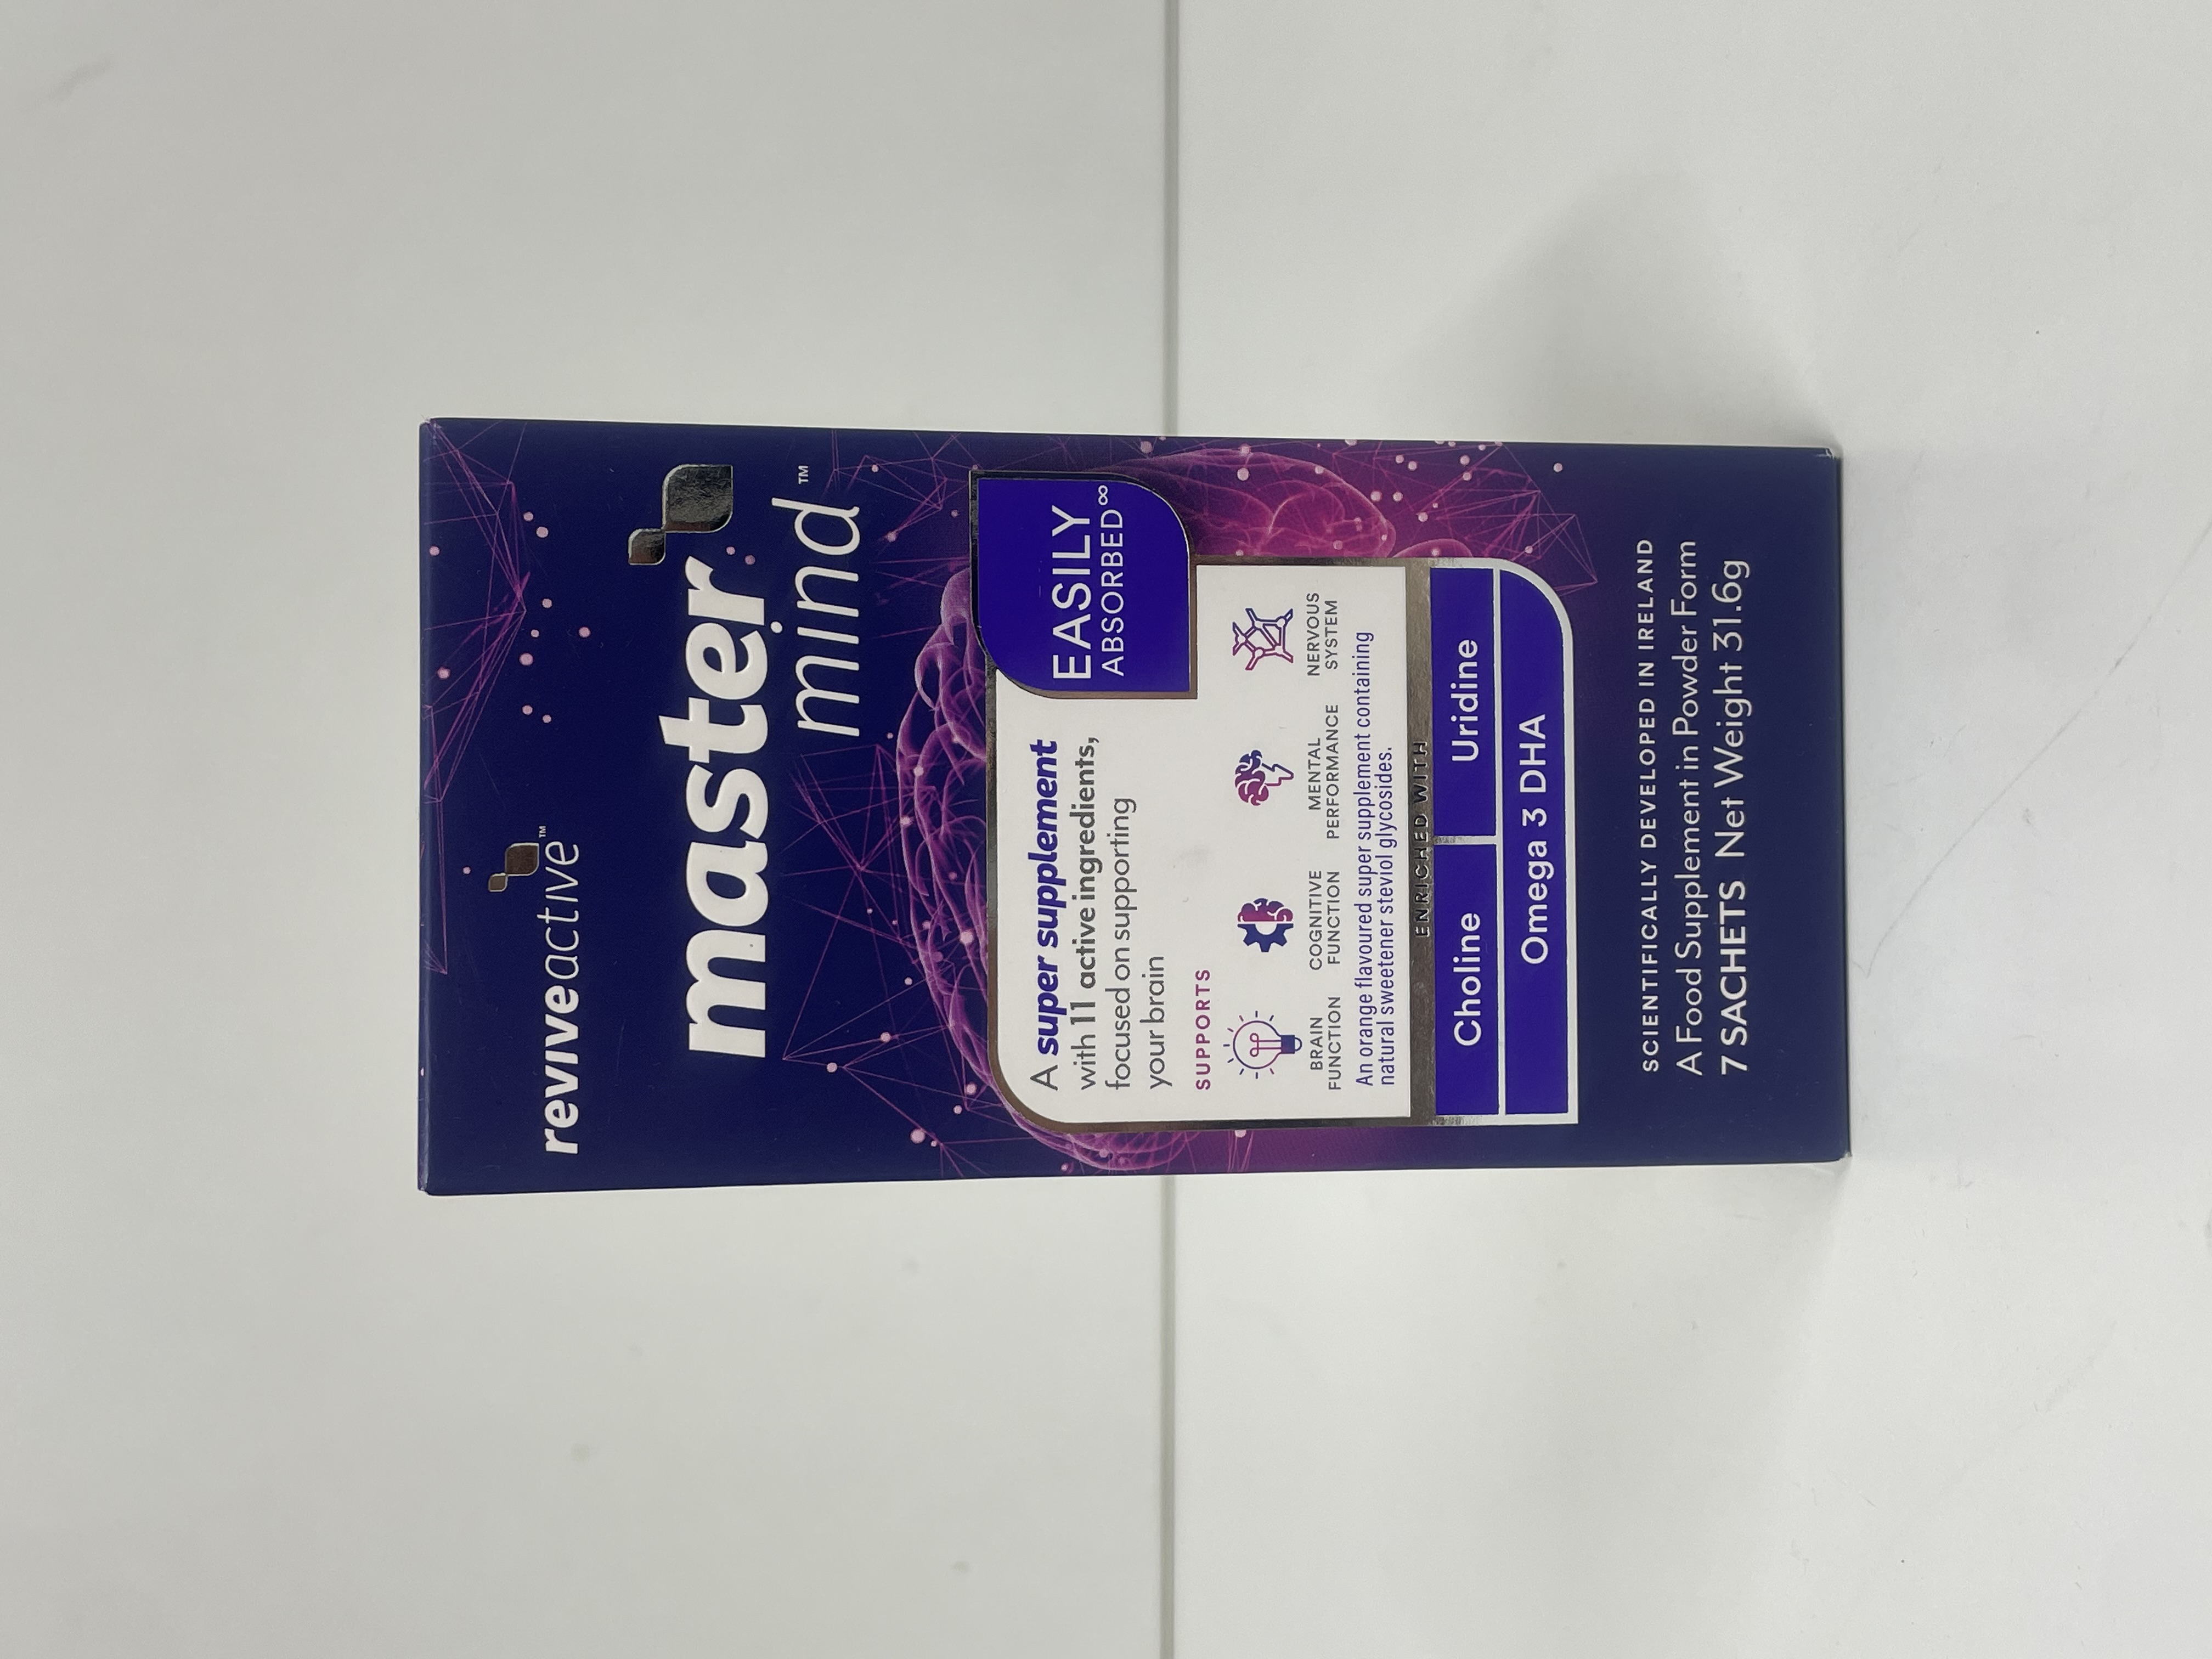 reviveactive™
master
mind™
EASILY
ABSORBED∞
A super supplement
with 11 active ingredients,
focused on supporting
your brain
SUPPORTS
BRAIN
FUNCTION
COGNITIVE
FUNCTION
MENTAL
PERFORMANCE
NERVOUS
SYSTEM
An orange flavoured super supplement containing
natural sweetener steviol glycosides.
ENRICHED WITH
Choline
Uridine
Omega 3 DHA
SCIENTIFICALLY DEVELOPED IN IRELAND
A Food Supplement in Powder Form
7 SACHETS Net Weight 31.6g